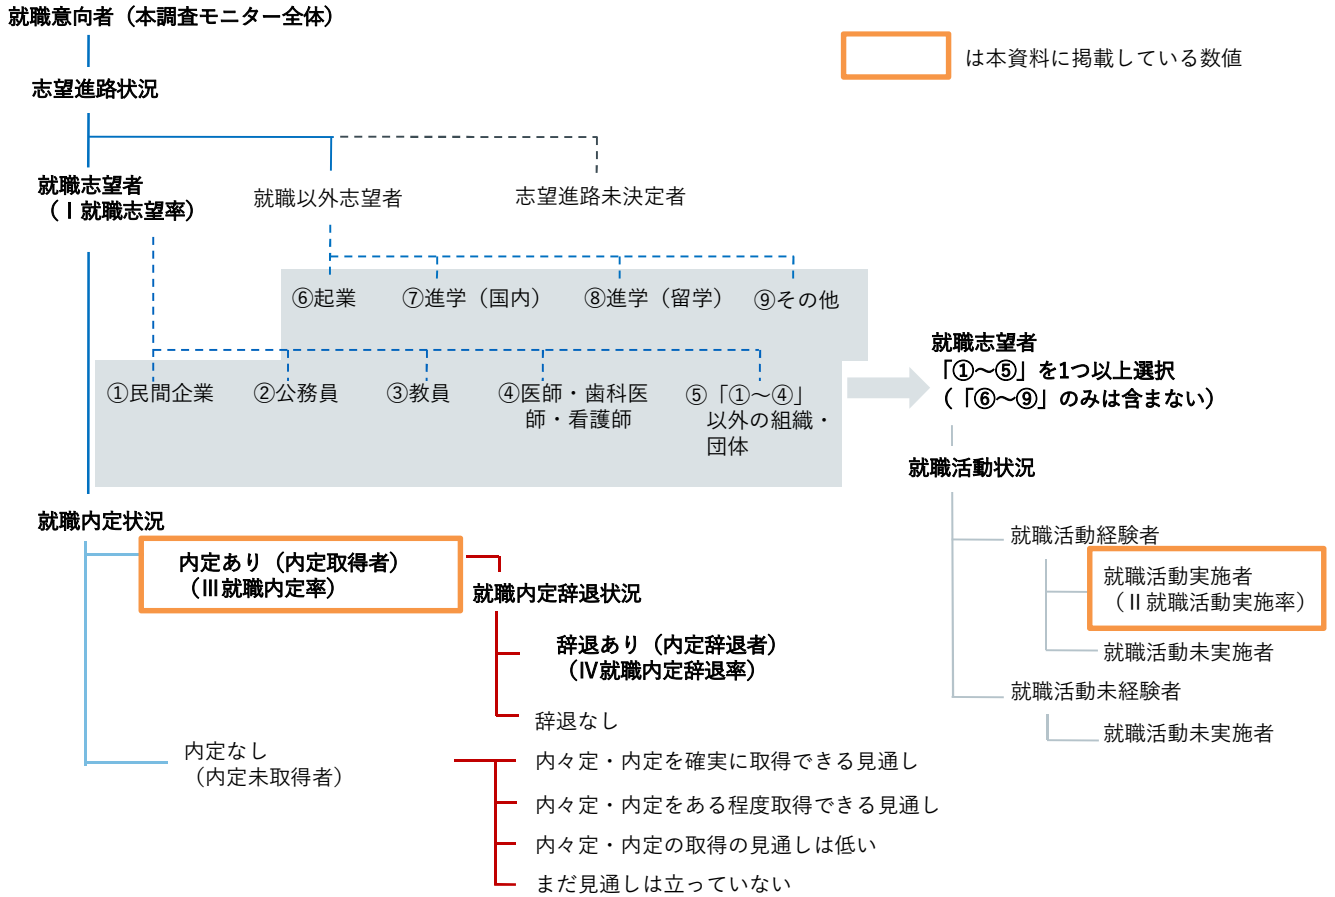 就職意向者（本調査モニター全体）
は本資料に掲載している数値
志望進路状況
就職志望者
（Ⅰ就職志望率）
就職以外志望者
志望進路未決定者
⑥起業
⑦進学（国内）
⑧進学（留学）
⑨その他
①民間企業
②公務員
③教員
④医師・歯科医
師・看護師
⑤「①～④」
以外の組織・
団体
就職志望者
「①～⑤」を1つ以上選択
（「⑥～⑨」のみは含まない）
就職活動状況
就職活動経験者
就職活動実施者
（Ⅱ就職活動実施率）
就職活動未実施者
就職活動未経験者
就職活動未実施者
就職内定状況
内定あり（内定取得者）
（Ⅲ就職内定率）
就職内定辞退状況
辞退あり（内定辞退者）
（Ⅳ就職内定辞退率）
辞退なし
内定なし
（内定未取得者）
内々定・内定を確実に取得できる見通し
内々定・内定をある程度取得できる見通し
内々定・内定の取得の見通しは低い
まだ見通しは立っていない